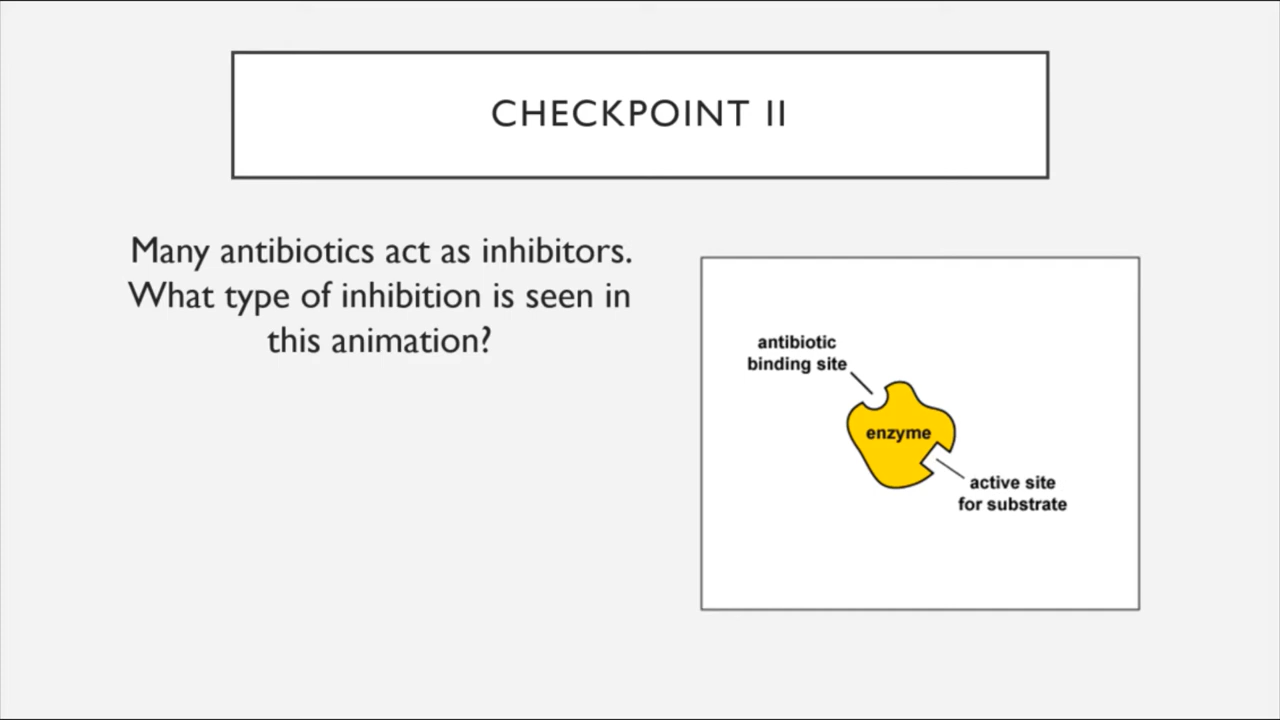 CHECKPOINT II
Many antibiotics act as inhibitors.
What type of inhibition is seen in
this animation?
antibiotic
binding site
enzyme
active site
for substrate